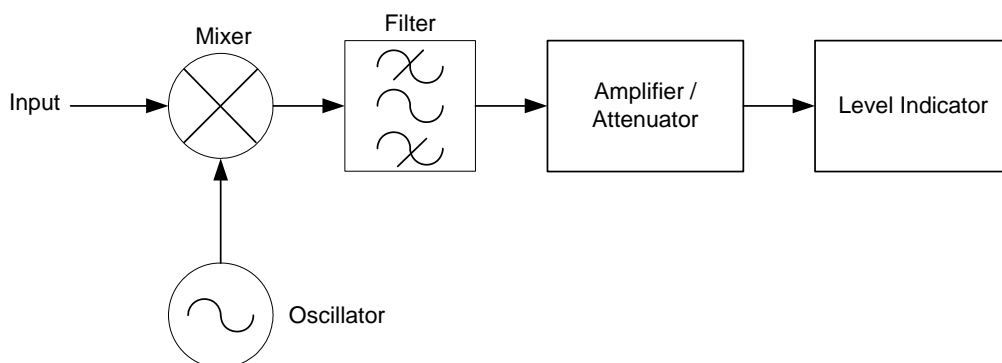 Filter
Mixer
Input
Amplifier /
Attenuator
Level Indicator
Oscillator